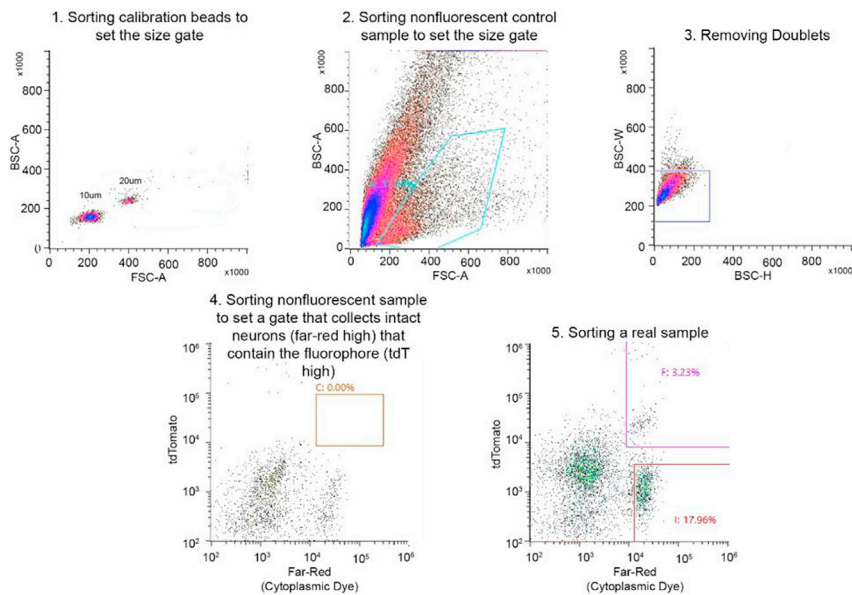 1. Sorting calibration beads to
set the size gate
x1000
1000
800
600
400
200
0
BSC-A
10um
20um
0
200
400
600
800
1000
x1000
FSC-A
2. Sorting nonfluorescent control
sample to set the size gate
x1000
1000
800
600
400
200
0
BSC-A
0
200
400
600
800
1000
x1000
FSC-A
3. Removing Doublets
x1000
1000
800
600
400
200
0
BSC-W
0
200
400
600
800
1000
x1000
BSC-H
4. Sorting nonfluorescent sample
to set a gate that collects intact
neurons (far-red high) that
contain the fluorophore (tdT
high)
C: 0.00%
10⁶
10⁵
10⁴
10³
10²
tdTomato
10²
10³
10⁴
10⁵
10⁶
Far-Red
(Cytoplasmic Dye)
5. Sorting a real sample
10⁶
10⁵
10⁴
10³
10²
tdTomato
F: 3.23%
I: 17.96%
10²
10³
10⁴
10⁵
10⁶
Far-Red
(Cytoplasmic Dye)